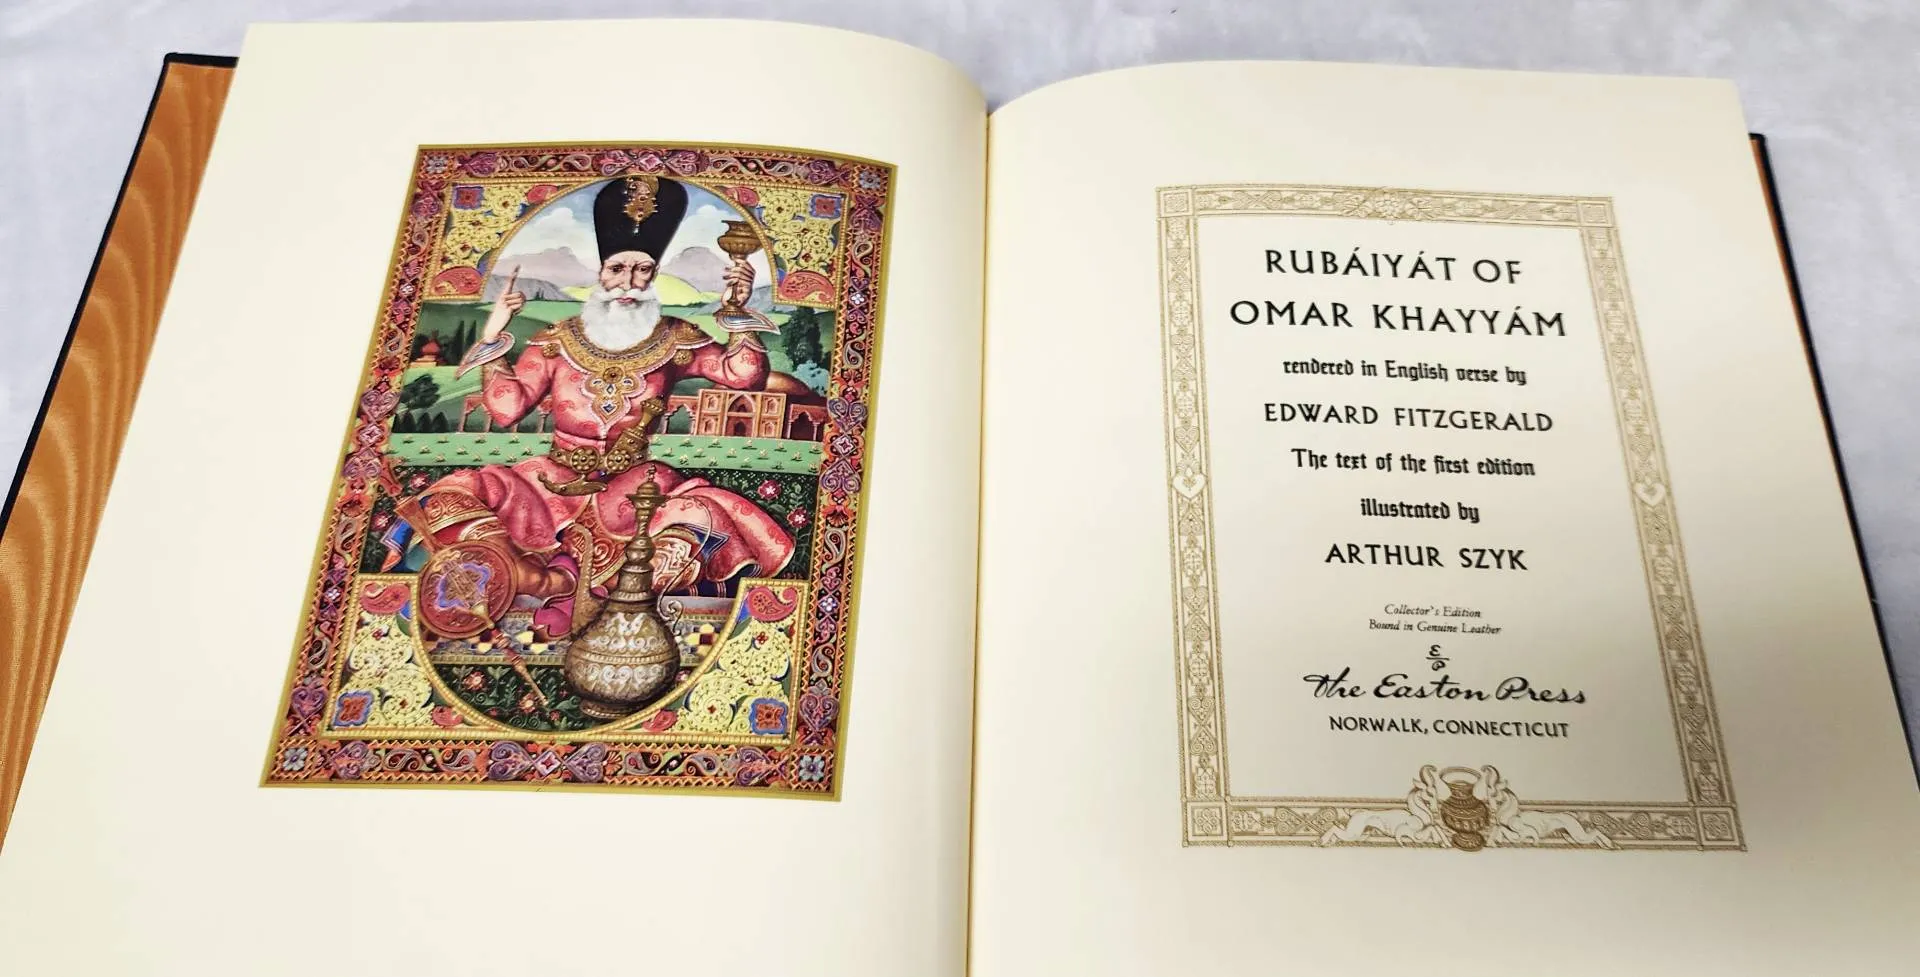 RUBÁIYÁT OF
OMAR KHAYYÁM
rendered in English verse by
EDWARD FITZGERALD
The text of the first edition
illustrated by
ARTHUR SZYK
Collector's Edition
Bound in Genuine Leather
E
P
The Easton Press
NORWALK, CONNECTICUT